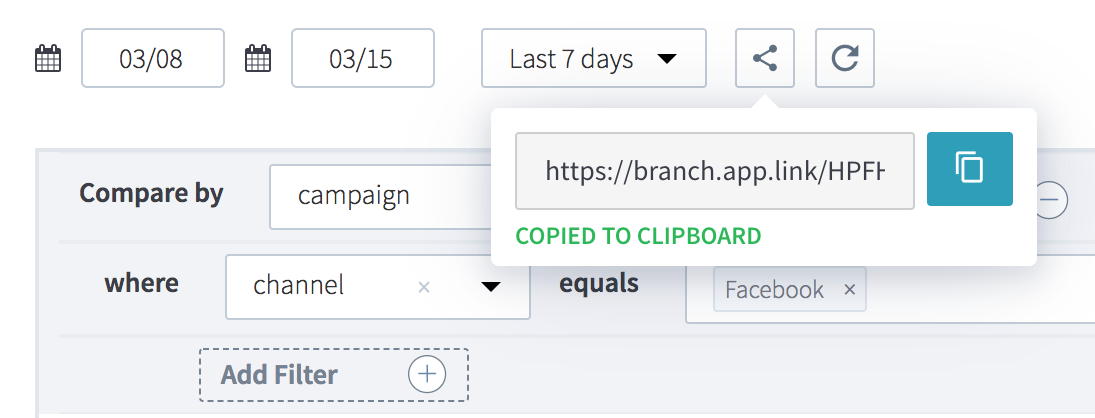 03/08 03/15 Last 7 days
https://branch.app.link/HPFH
Compare by campaign
COPIED TO CLIPBOARD
where channel × equals Facebook ×
Add Filter